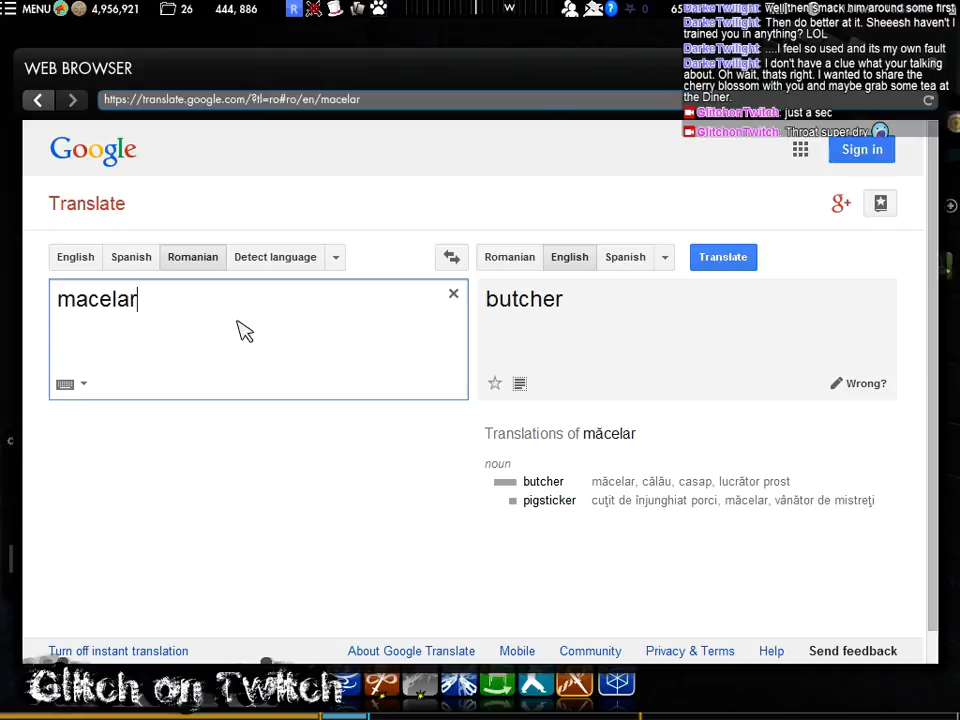 MENU 4,956,921 26 444, 886 R W 0
DarkeTwilight: Well then smack him around some first
DarkeTwilight: Then do better at it. Sheeesh haven't I
trained you in anything? LOL
DarkeTwilight: ....I feel so used and its my own fault
DarkeTwilight: I don't have a clue what your talking
about. Oh wait, thats right. I wanted to share the
cherry blossom with you and maybe grab some tea at
the Diner.
GlitchonTwitch: just a sec
GlitchonTwitch: Throat super dry
WEB BROWSER
https://translate.google.com/?tl=ro#ro/en/macelar
Google
Sign in
Translate
g+
English Spanish Romanian Detect language
Romanian English Spanish Translate
macelar
butcher
Wrong?
Translations of măcelar
noun
butcher măcelar, călău, casap, lucrător prost
pigsticker cuțit de înjunghiat porci, măcelar, vânător de mistreţi
Turn off instant translation About Google Translate Mobile Community Privacy & Terms Help Send feedback
Glitch on Twitch